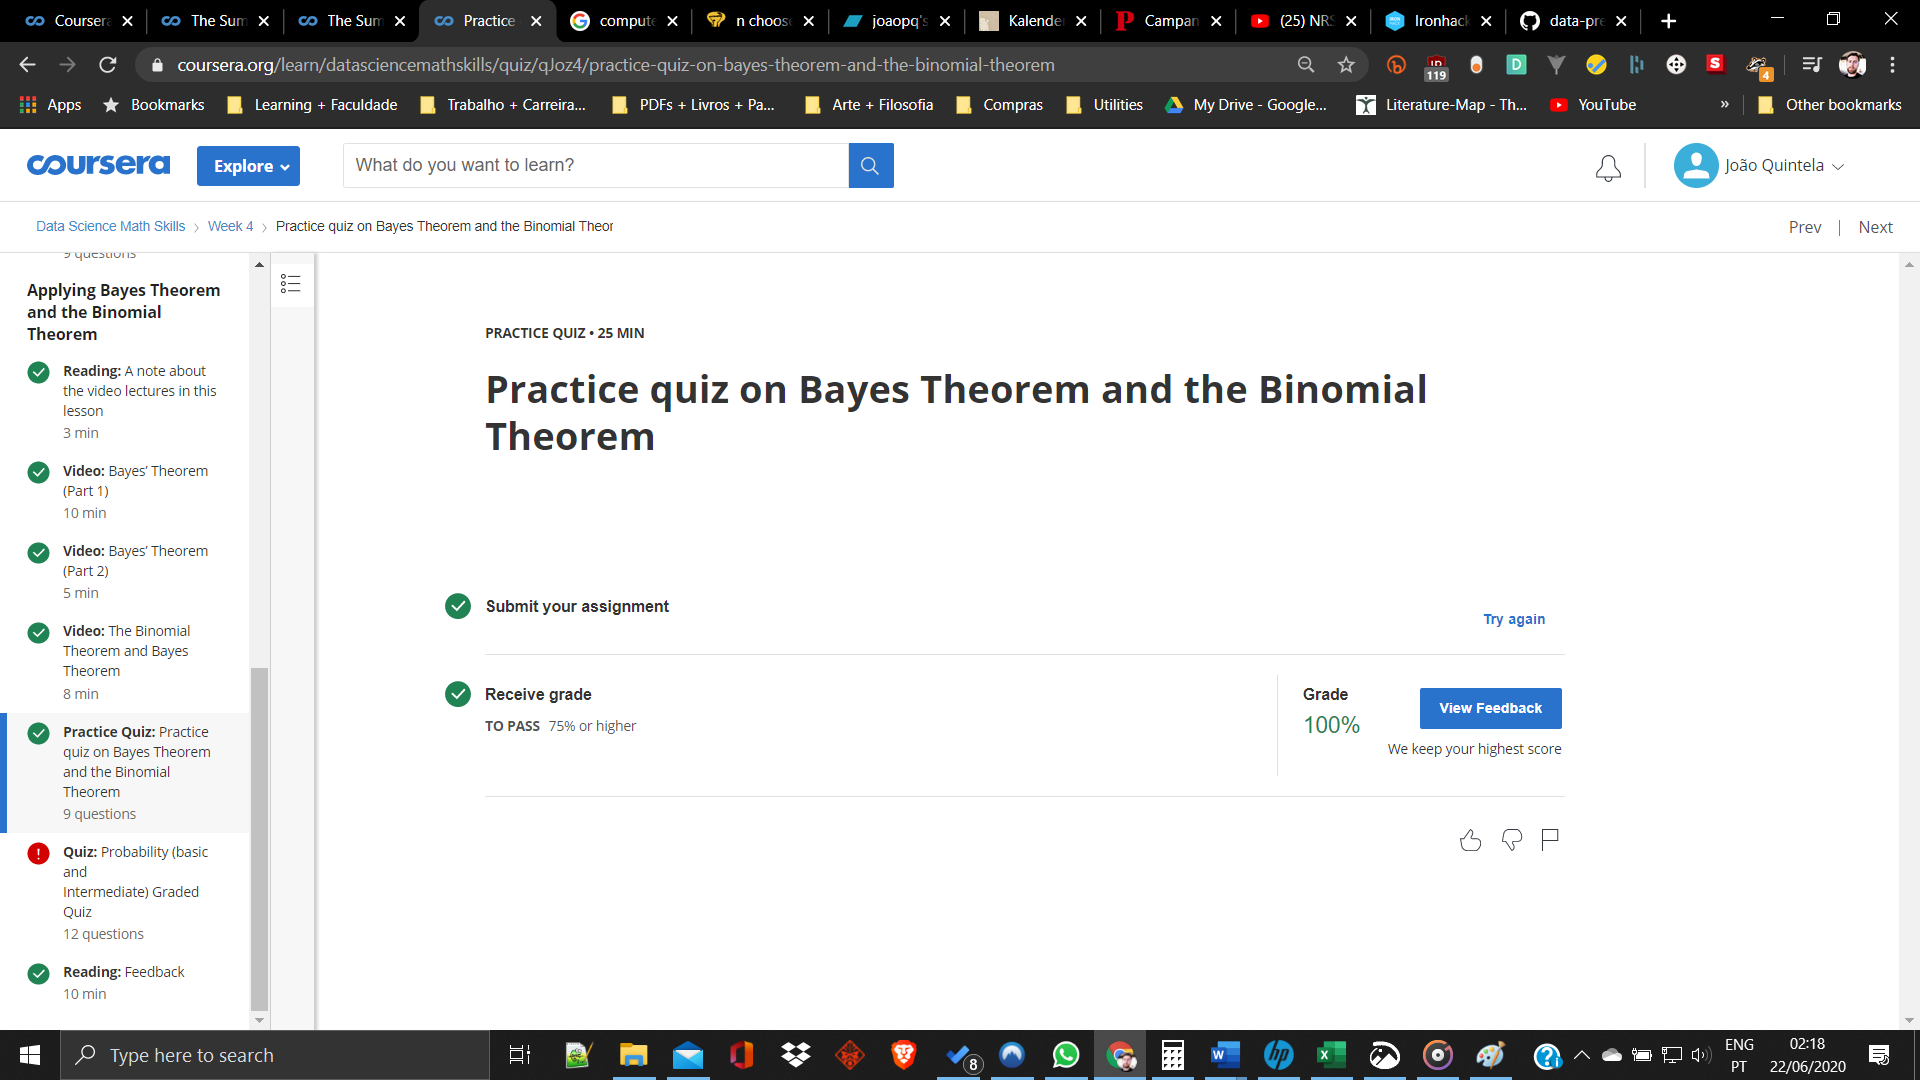 Coursera
The Sum
The Sum
Practice
compute
n choos
joaopq's
Kalende
Campan
(25) NRS
Ironhack
data-pre
coursera.org/learn/datasciencemathskills/quiz/qJoz4/practice-quiz-on-bayes-theorem-and-the-binomial-theorem
119
D
S
4
Apps
Bookmarks
Learning + Faculdade
Trabalho + Carreira...
PDFs + Livros + Pa...
Arte + Filosofia
Compras
Utilities
My Drive - Google...
Literature-Map - Th...
YouTube
»
Other bookmarks
coursera
Explore
What do you want to learn?
João Quintela
Data Science Math Skills
Week 4
Practice quiz on Bayes Theorem and the Binomial Theor
Prev
Next
9 questions
Applying Bayes Theorem
and the Binomial
Theorem
Reading: A note about
the video lectures in this
lesson
3 min
Video: Bayes' Theorem
(Part 1)
10 min
Video: Bayes' Theorem
(Part 2)
5 min
Video: The Binomial
Theorem and Bayes
Theorem
8 min
Practice Quiz: Practice
quiz on Bayes Theorem
and the Binomial
Theorem
9 questions
Quiz: Probability (basic
and
Intermediate) Graded
Quiz
12 questions
Reading: Feedback
10 min
PRACTICE QUIZ • 25 MIN
Practice quiz on Bayes Theorem and the Binomial
Theorem
Submit your assignment
Try again
Receive grade
TO PASS 75% or higher
Grade
100%
View Feedback
We keep your highest score
Type here to search
8
ENG
PT
02:18
22/06/2020